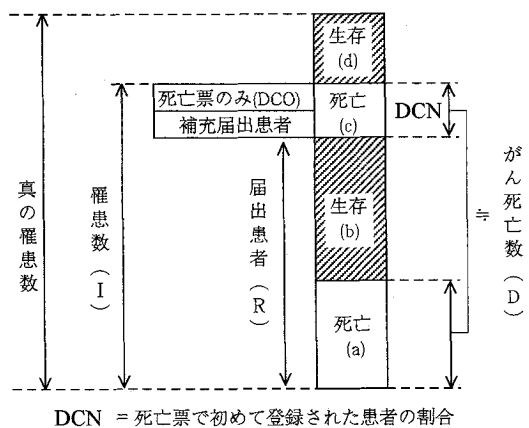 生存
(d)
死亡票のみ(DCO)
補充届出患者
死亡
(c)
DCN
真の罹患数
罹患数(I)
届出患者(R)
生存
(b)
≒
がん死亡数(D)
死亡
(a)
DCN = 死亡票で初めて登録された患者の割合